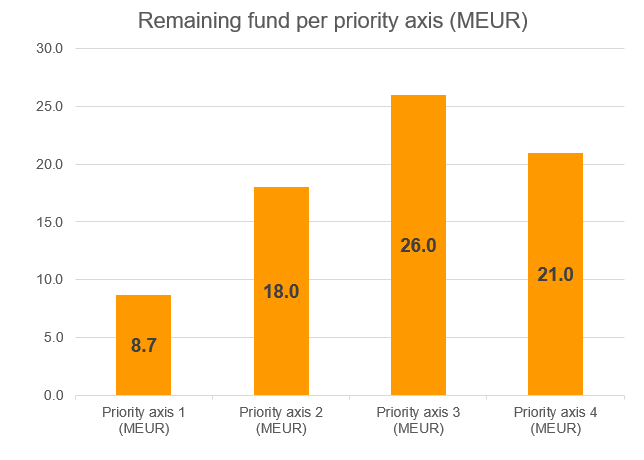 Remaining fund per priority axis (MEUR)
30.0
25.0
20.0
15.0
10.0
5.0
0.0
8.7
18.0
26.0
21.0
Priority axis 1
(MEUR)
Priority axis 2
(MEUR)
Priority axis 3
(MEUR)
Priority axis 4
(MEUR)